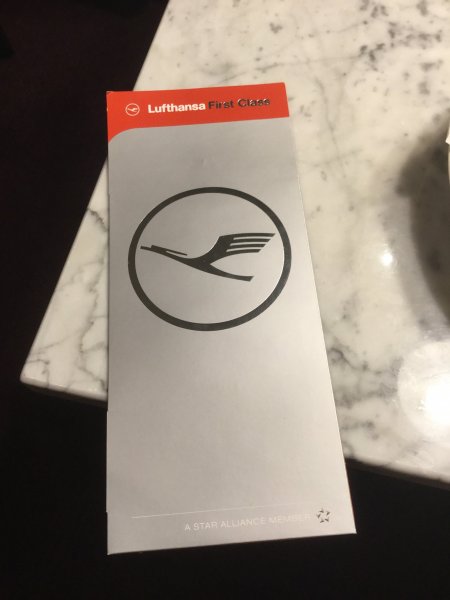 Lufthansa First Class
A STAR ALLIANCE MEMBER